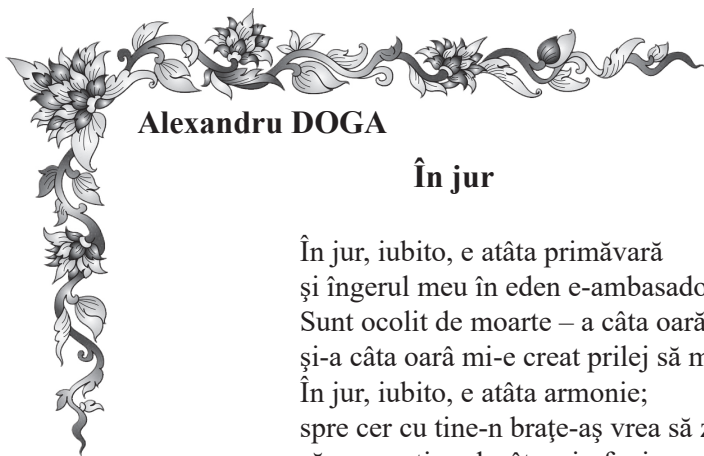 Alexandru DOGA
În jur
În jur, iubito, e atâta primăvară
şi îngerul meu în eden e-ambasado
Sunt ocolit de moarte – a câta oară
şi-a câta oarâ mi-e creat prilej să m
În jur, iubito, e atâta armonie;
spre cer cu tine-n braţe-aş vrea să z